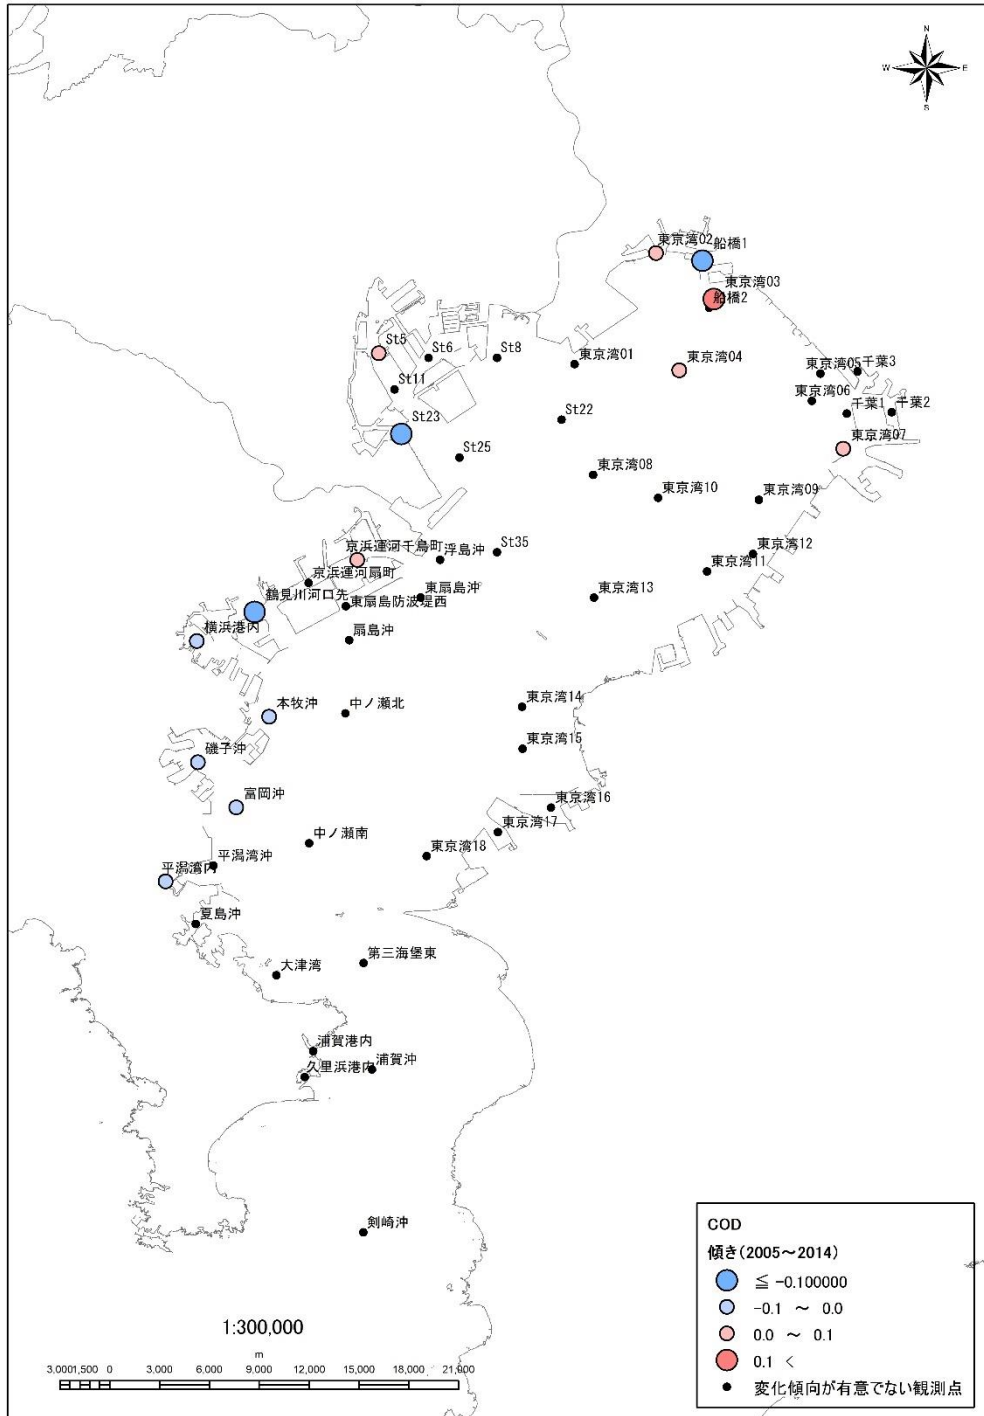 N
W E
S
東京湾02
船橋1
東京湾03
船橋2
St5
St6
St8
東京湾01
東京湾04
東京湾05
千葉3
St11
東京湾06
千葉1
千葉2
St23
St22
東京湾07
St25
東京湾08
東京湾10
東京湾09
京浜運河千鳥町
浮島沖
St35
東京湾12
京浜運河扇町
東京湾11
鶴見川河口先
東扇島防波堤西
東扇島沖
東京湾13
横浜港内
扇島沖
本牧沖
中ノ瀬北
東京湾14
磯子沖
東京湾15
富岡沖
東京湾16
中ノ瀬南
東京湾17
平潟湾内
平潟湾沖
東京湾18
夏島沖
大津湾
第三海堡東
浦賀港内
久里浜港内
浦賀沖
剣崎沖
1:300,000
m
3,000 1,500 0 3,000 6,000 9,000 12,000 15,000 18,000 21,000
COD
傾き(2005～2014)
≦ -0.100000
-0.1 ～ 0.0
0.0 ～ 0.1
0.1 <
変化傾向が有意でない観測点